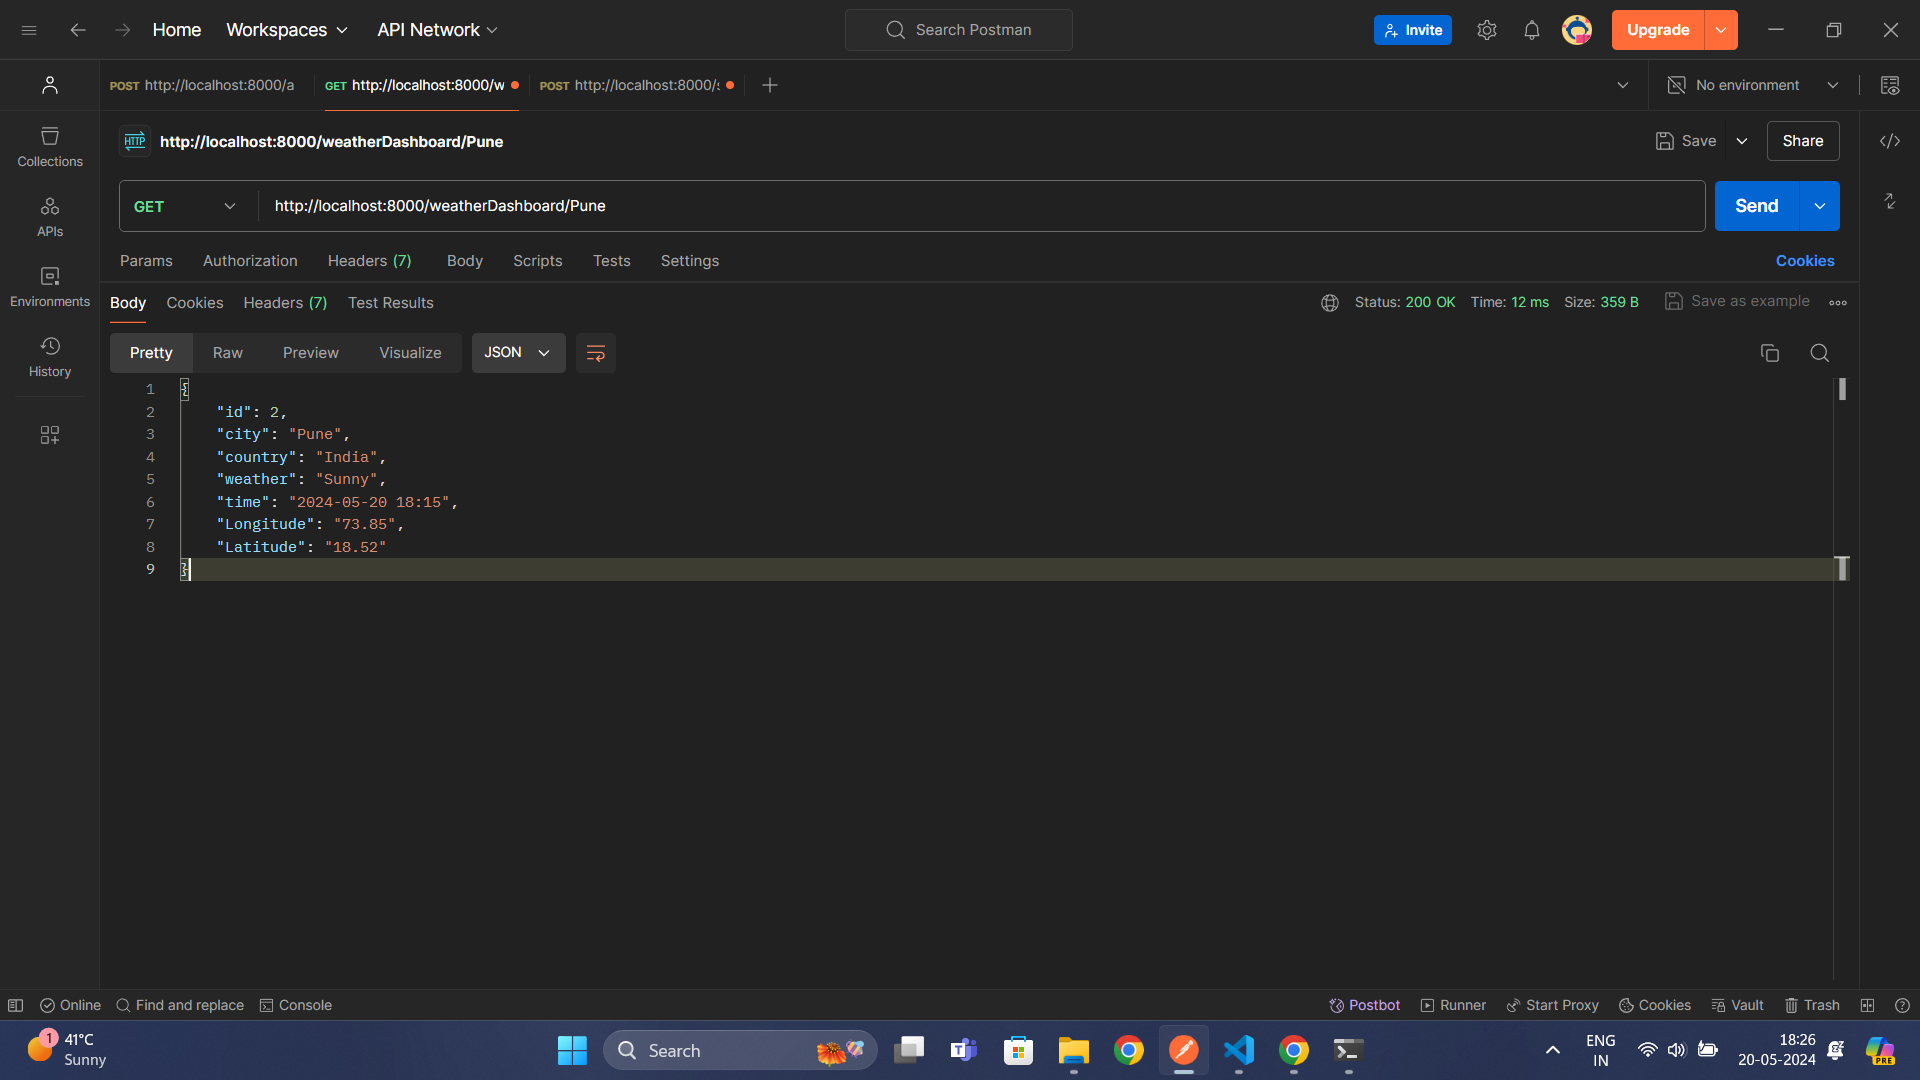 Home Workspaces API Network Search Postman Invite Upgrade
POST http://localhost:8000/a GET http://localhost:8000/w POST http://localhost:8000/s No environment
HTTP http://localhost:8000/weatherDashboard/Pune Save Share
GET http://localhost:8000/weatherDashboard/Pune Send
Params Authorization Headers (7) Body Scripts Tests Settings Cookies
Body Cookies Headers (7) Test Results Status: 200 OK Time: 12 ms Size: 359 B Save as example
Pretty Raw Preview Visualize JSON
Collections
APIs
Environments
History
1 {
2 "id": 2,
3 "city": "Pune",
4 "country": "India",
5 "weather": "Sunny",
6 "time": "2024-05-20 18:15",
7 "Longitude": "73.85",
8 "Latitude": "18.52"
9 }
Online Find and replace Console Postbot Runner Start Proxy Cookies Vault Trash
1 41°C
Sunny
Search
ENG
IN
18:26
20-05-2024
PRE